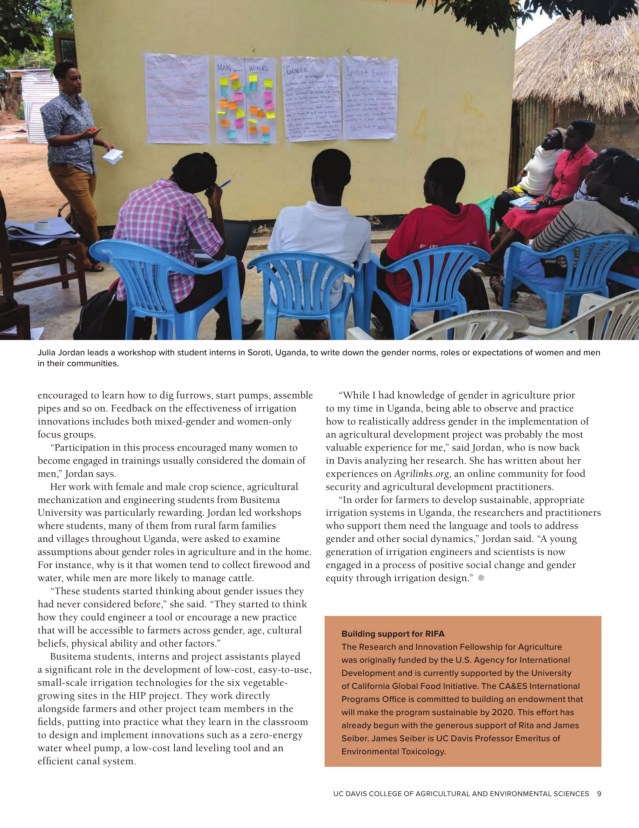 MAN
WOMEN
GENDER
Julia Jordan leads a workshop with student interns in Soroti, Uganda, to write down the gender norms, roles or expectations of women and men
in their communities.
encouraged to learn how to dig furrows, start pumps, assemble
pipes and so on. Feedback on the effectiveness of irrigation
innovations includes both mixed-gender and women-only
focus groups.
“Participation in this process encouraged many women to
become engaged in trainings usually considered the domain of
men,” Jordan says.
Her work with female and male crop science, agricultural
mechanization and engineering students from Busitema
University was particularly rewarding. Jordan led workshops
where students, many of them from rural farm families
and villages throughout Uganda, were asked to examine
assumptions about gender roles in agriculture and in the home.
For instance, why is it that women tend to collect firewood and
water, while men are more likely to manage cattle.
“These students started thinking about gender issues they
had never considered before,” she said. “They started to think
how they could engineer a tool or encourage a new practice
that will be accessible to farmers across gender, age, cultural
beliefs, physical ability and other factors.”
Busitema students, interns and project assistants played
a significant role in the development of low-cost, easy-to-use,
small-scale irrigation technologies for the six vegetable-
growing sites in the HIP project. They work directly
alongside farmers and other project team members in the
fields, putting into practice what they learn in the classroom
to design and implement innovations such as a zero-energy
water wheel pump, a low-cost land leveling tool and an
efficient canal system.
“While I had knowledge of gender in agriculture prior
to my time in Uganda, being able to observe and practice
how to realistically address gender in the implementation of
an agricultural development project was probably the most
valuable experience for me,” said Jordan, who is now back
in Davis analyzing her research. She has written about her
experiences on Agrilinks.org, an online community for food
security and agricultural development practitioners.
“In order for farmers to develop sustainable, appropriate
irrigation systems in Uganda, the researchers and practitioners
who support them need the language and tools to address
gender and other social dynamics,” Jordan said. “A young
generation of irrigation engineers and scientists is now
engaged in a process of positive social change and gender
equity through irrigation design.”
Building support for RIFA
The Research and Innovation Fellowship for Agriculture
was originally funded by the U.S. Agency for International
Development and is currently supported by the University
of California Global Food Initiative. The CA&ES International
Programs Office is committed to building an endowment that
will make the program sustainable by 2020. This effort has
already begun with the generous support of Rita and James
Seiber. James Seiber is UC Davis Professor Emeritus of
Environmental Toxicology.
UC DAVIS COLLEGE OF AGRICULTURAL AND ENVIRONMENTAL SCIENCES 9